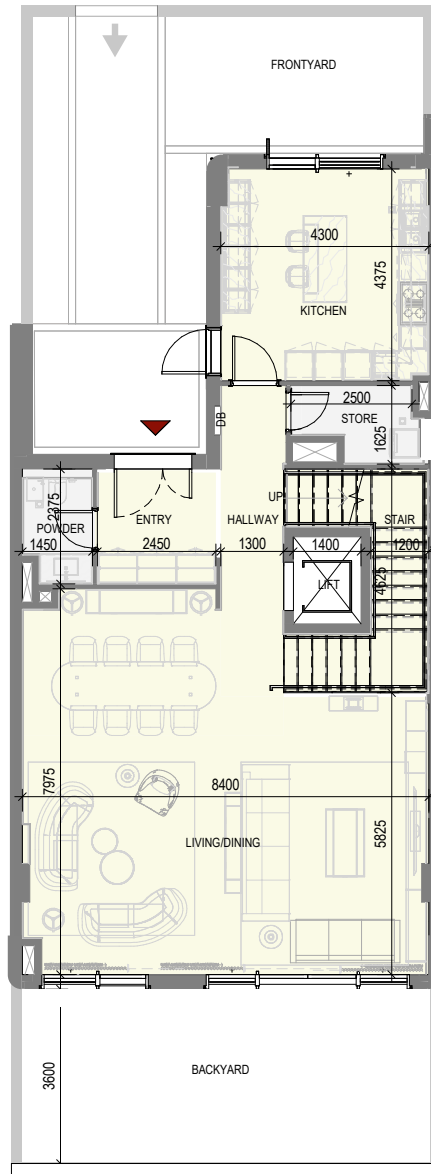 FRONTYARD
4300
4375
KITCHEN
2500
STORE
1625
DB
UP
2375
POWDER
ENTRY
HALLWAY
STAIR
1450
2450
1300
1400
1200
LIFT
4625
7975
8400
5825
LIVING/DINING
3600
BACKYARD